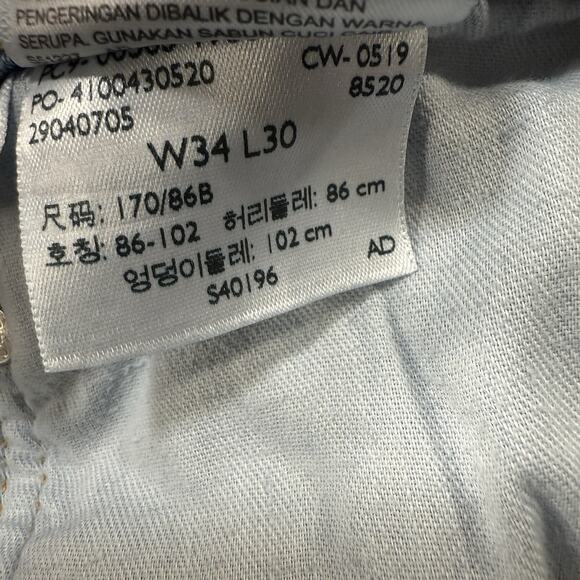 PENGERINGAN DIBALIK DENGAN WARNA
SERUPA. GUNAKAN SABUN CUCI
CW-0519
PO-4100430520
8520
29040705
W34 L30
尺码: 170/86B
호칭: 86-102 허리둘레: 86 cm
엉덩이둘레: 102 cm
AD
S40196